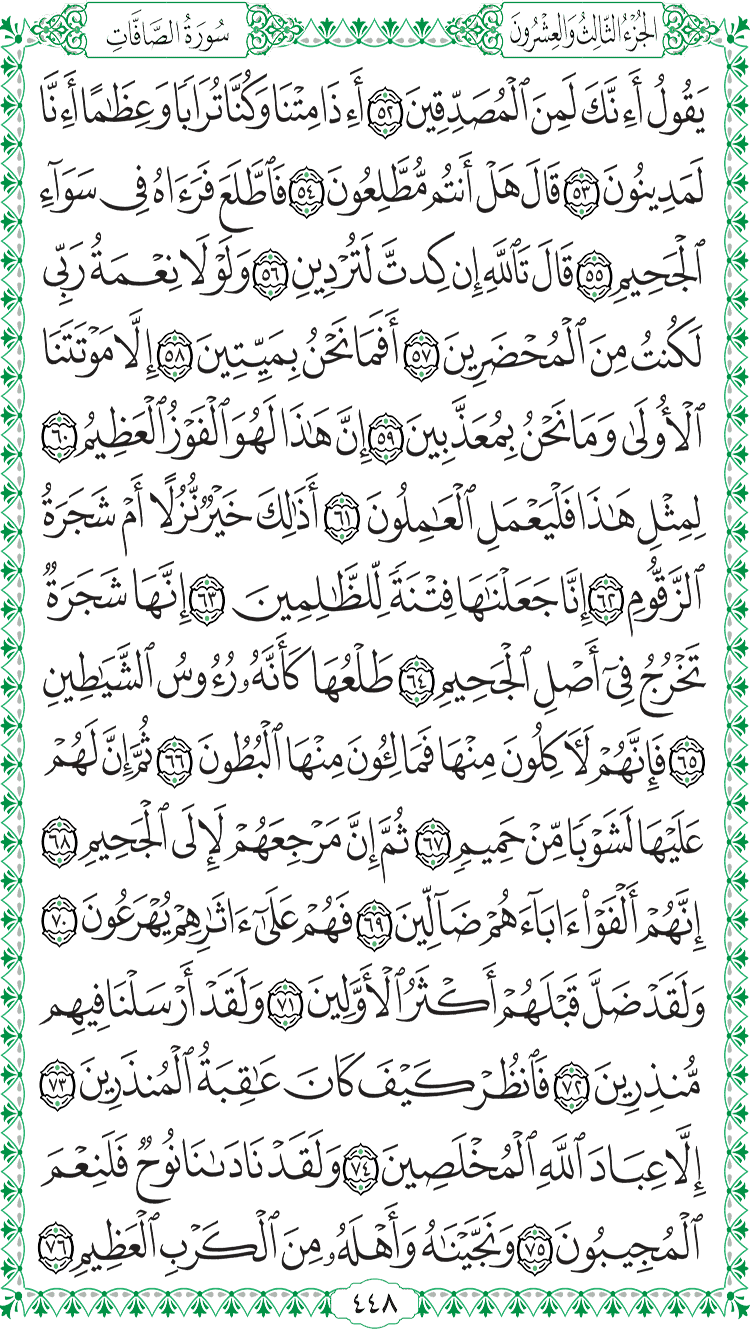 الجُزْءُ الثَّالِثُ وَالعِشْرُونَ
سُورَةُ الصَّافَّاتِ
يَقُولُ أَءِنَّكَ لَمِنَ ٱلْمُصَدِّقِينَ ٥٢ أَءِذَا مِتْنَا وَكُنَّا تُرَابًا وَعِظَٰمًا أَءِنَّا
لَمَدِينُونَ ٥٣ قَالَ هَلْ أَنتُم مُّطَّلِعُونَ ٥٤ فَٱطَّلَعَ فَرَءَاهُ فِى سَوَآءِ
ٱلْجَحِيمِ ٥٥ قَالَ تَٱللَّهِ إِن كِدتَّ لَتُرْدِينِ ٥٦ وَلَوْلَا نِعْمَةُ رَبِّى
لَكُنتُ مِنَ ٱلْمُحْضَرِينَ ٥٧ أَفَمَا نَحْنُ بِمَيِّتِينَ ٥٨ إِلَّا مَوْتَتَنَا
ٱلْأُولَىٰ وَمَا نَحْنُ بِمُعَذَّبِينَ ٥٩ إِنَّ هَٰذَا لَهُوَ ٱلْفَوْزُ ٱلْعَظِيمُ ٦٠
لِمِثْلِ هَٰذَا فَلْيَعْمَلِ ٱلْعَٰمِلُونَ ٦١ أَذَٰلِكَ خَيْرٌ نُّزُلًا أَمْ شَجَرَةُ
ٱلزَّقُّومِ ٦٢ إِنَّا جَعَلْنَٰهَا فِتْنَةً لِّلظَّٰلِمِينَ ٦٣ إِنَّهَا شَجَرَةٌ
تَخْرُجُ فِىٓ أَصْلِ ٱلْجَحِيمِ ٦٤ طَلْعُهَا كَأَنَّهُۥ رُءُوسُ ٱلشَّيَٰطِينِ
٦٥ فَإِنَّهُمْ لَءَاكِلُونَ مِنْهَا فَمَالِـُٔونَ مِنْهَا ٱلْبُطُونَ ٦٦ ثُمَّ إِنَّ لَهُمْ
عَلَيْهَا لَشَوْبًا مِّنْ حَمِيمٍ ٦٧ ثُمَّ إِنَّ مَرْجِعَهُمْ لَإِلَى ٱلْجَحِيمِ ٦٨
إِنَّهُمْ أَلْفَوْا۟ ءَابَآءَهُمْ ضَآلِّينَ ٦٩ فَهُمْ عَلَىٰٓ ءَاثَٰرِهِمْ يُهْرَعُونَ ٧٠
وَلَقَدْ ضَلَّ قَبْلَهُمْ أَكْثَرُ ٱلْأَوَّلِينَ ٧١ وَلَقَدْ أَرْسَلْنَا فِيهِم
مُّنذِرِينَ ٧٢ فَٱنظُرْ كَيْفَ كَانَ عَٰقِبَةُ ٱلْمُنذَرِينَ ٧٣
إِلَّا عِبَادَ ٱللَّهِ ٱلْمُخْلَصِينَ ٧٤ وَلَقَدْ نَادَىٰنَا نُوحٌ فَلَنِعْمَ
ٱلْمُجِيبُونَ ٧٥ وَنَجَّيْنَٰهُ وَأَهْلَهُۥ مِنَ ٱلْكَرْبِ ٱلْعَظِيمِ ٧٦
٤٤٨